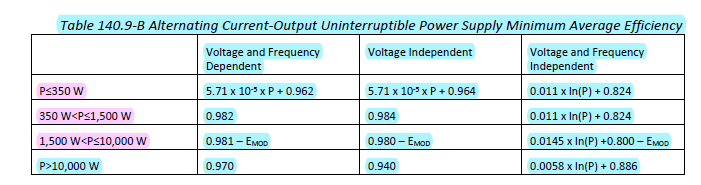 Table 140.9-B Alternating Current-Output Uninterruptible Power Supply Minimum Average Efficiency
Voltage and Frequency Dependent Voltage Independent Voltage and Frequency Independent
P≤350 W 5.71 x 10⁻⁵ x P + 0.962 5.71 x 10⁻⁵ x P + 0.964 0.011 x ln(P) + 0.824
350 W<P≤1,500 W 0.982 0.984 0.011 x ln(P) + 0.824
1,500 W<P≤10,000 W 0.981 – EMOD 0.980 – EMOD 0.0145 x ln(P) +0.800 – EMOD
P>10,000 W 0.970 0.940 0.0058 x ln(P) + 0.886